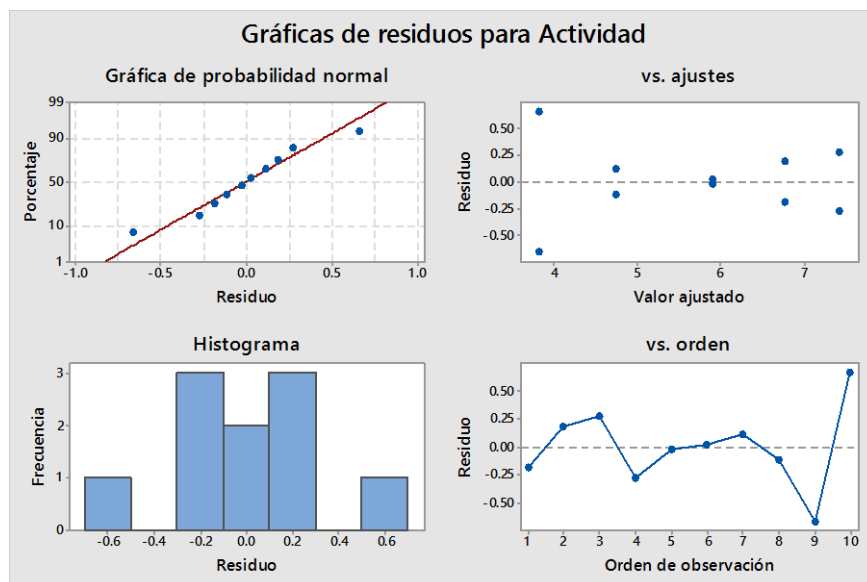 Gráficas de residuos para Actividad
Gráfica de probabilidad normal
99
90
50
10
1
Porcentaje
-1.0 -0.5 0.0 0.5 1.0
Residuo
vs. ajustes
0.50
0.25
0.00
-0.25
-0.50
Residuo
4 5 6 7
Valor ajustado
Histograma
3
2
1
0
Frecuencia
-0.6 -0.4 -0.2 0.0 0.2 0.4 0.6
Residuo
vs. orden
0.50
0.25
0.00
-0.25
-0.50
Residuo
1 2 3 4 5 6 7 8 9 10
Orden de observación